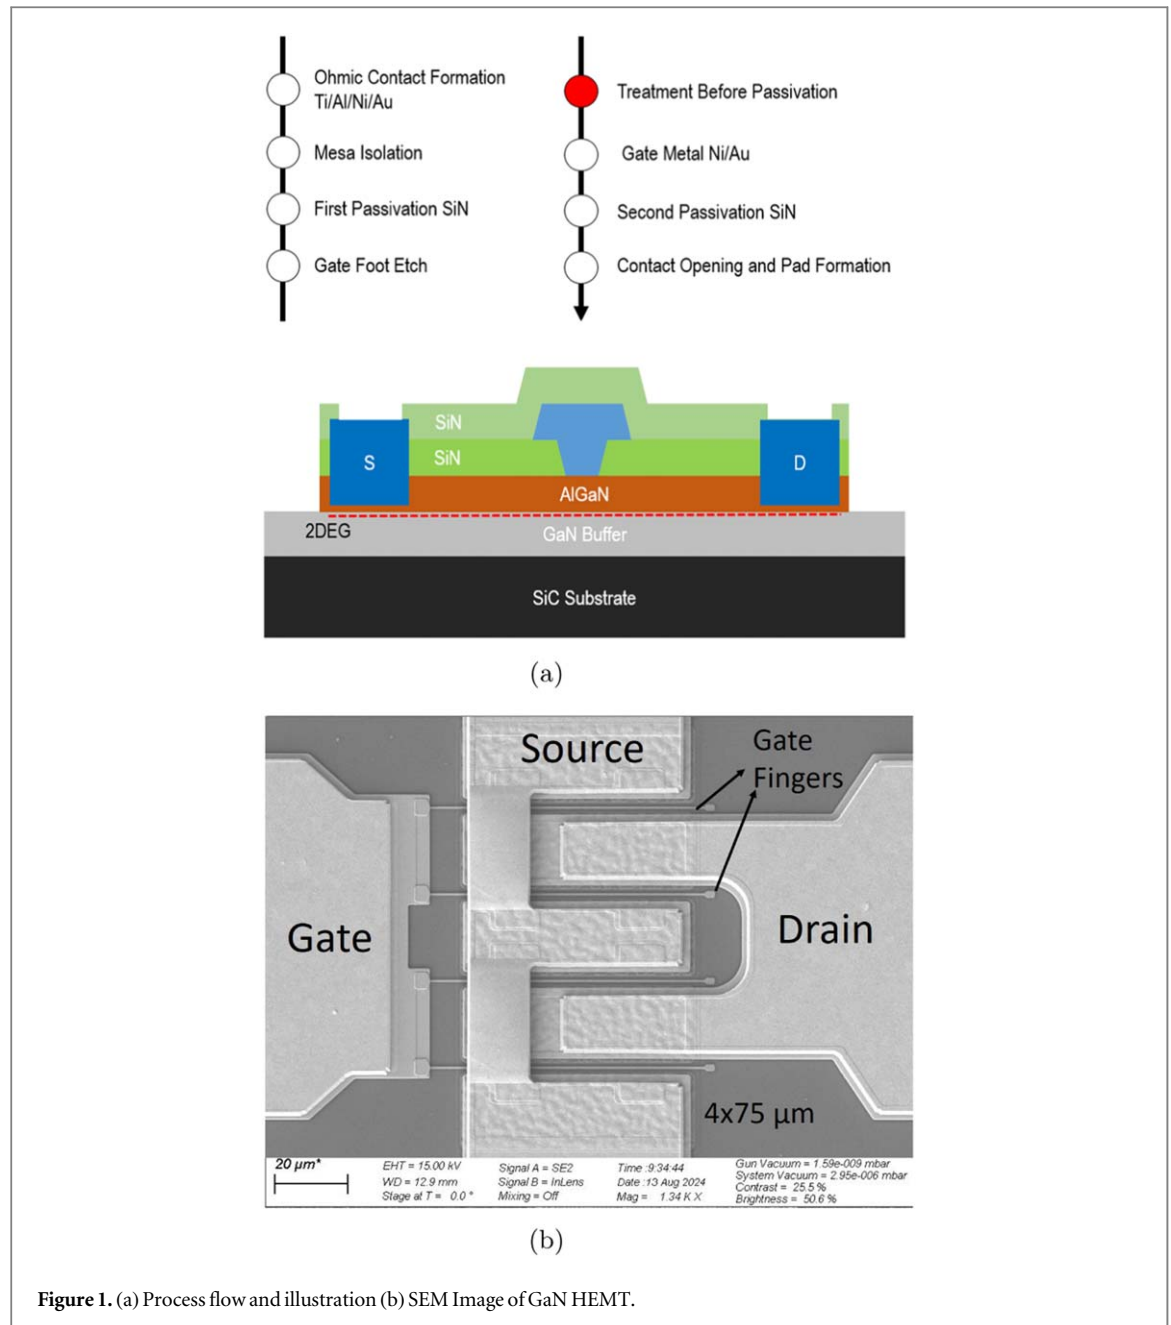 Ohmic Contact Formation
Ti/Al/Ni/Au
Mesa Isolation
First Passivation SiN
Gate Foot Etch
Treatment Before Passivation
Gate Metal Ni/Au
Second Passivation SiN
Contact Opening and Pad Formation
SiN
S
SiN
D
AlGaN
2DEG
GaN Buffer
SiC Substrate
(a)
Source
Gate
Fingers
Gate
Drain
4x75 μm
20 μm*
EHT = 15.00 kV
WD = 12.9 mm
Stage at T = 0.0 °
Signal A = SE2
Signal B = InLens
Mixing = Off
Time :9:34:44
Date :13 Aug 2024
Mag = 1.34 K X
Gun Vacuum = 1.59e-009 mbar
System Vacuum = 2.95e-006 mbar
Contrast = 25.5 %
Brightness = 50.6 %
(b)
Figure 1. (a) Process flow and illustration (b) SEM Image of GaN HEMT.